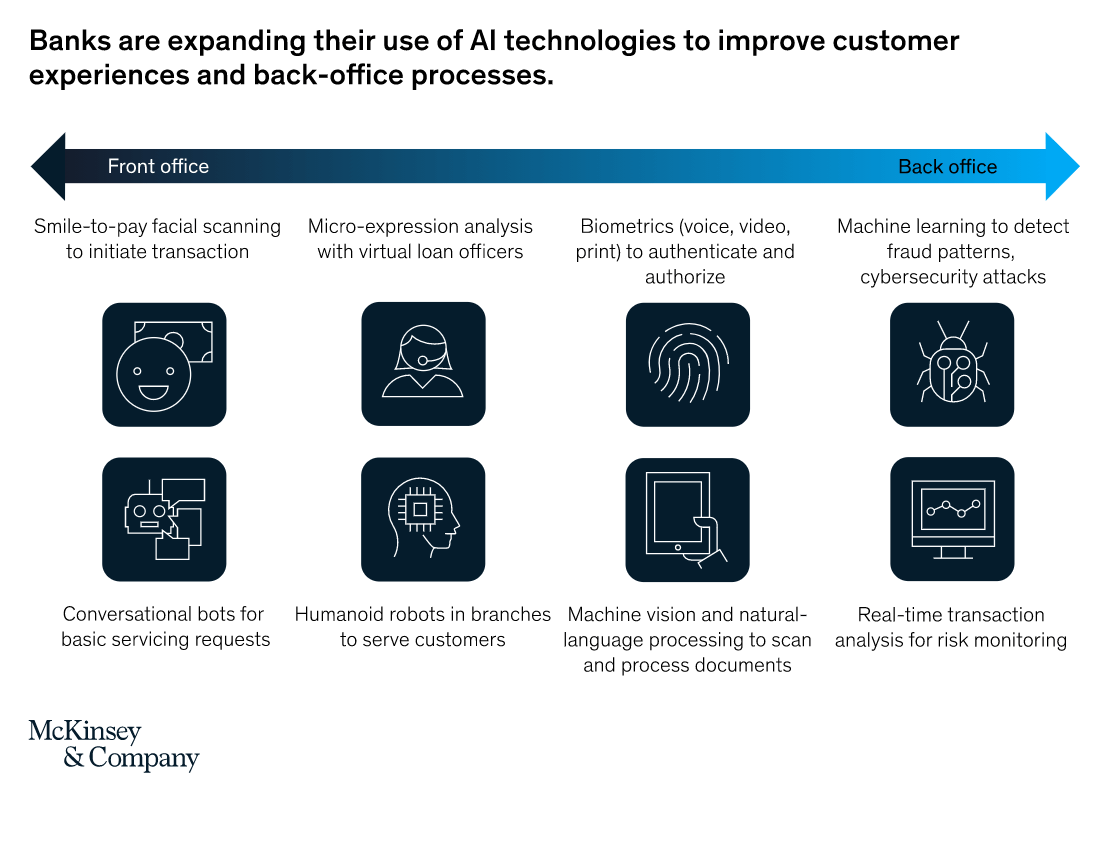 Banks are expanding their use of AI technologies to improve customer
experiences and back-office processes.
Front office
Back office
Smile-to-pay facial scanning
to initiate transaction
Micro-expression analysis
with virtual loan officers
Biometrics (voice, video,
print) to authenticate and
authorize
Machine learning to detect
fraud patterns,
cybersecurity attacks
Conversational bots for
basic servicing requests
Humanoid robots in branches
to serve customers
Machine vision and natural-
language processing to scan
and process documents
Real-time transaction
analysis for risk monitoring
McKinsey
& Company